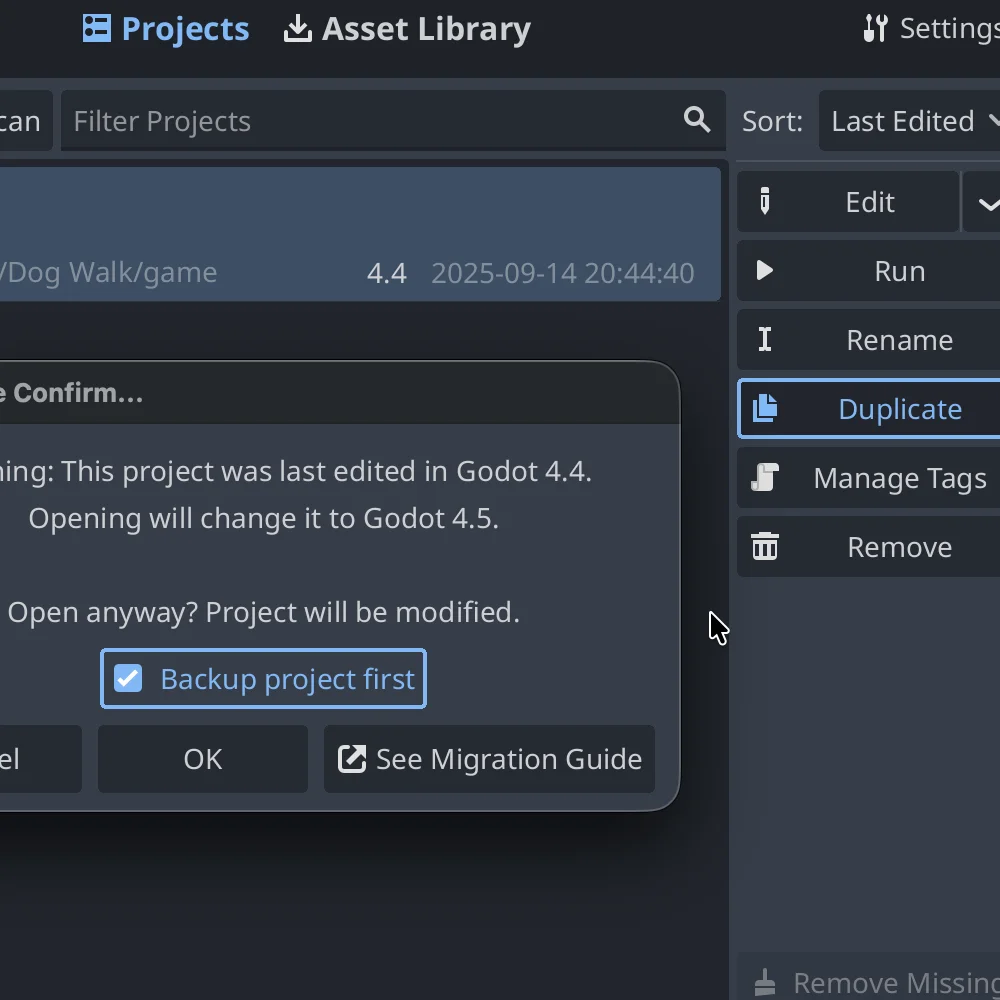 Projects Asset Library Settings
can Filter Projects Sort: Last Edited
Edit
/Dog Walk/game 4.4 2025-09-14 20:44:40
Run
Rename
e Confirm...
Duplicate
ning: This project was last edited in Godot 4.4.
Manage Tags
Opening will change it to Godot 4.5.
Remove
Open anyway? Project will be modified.
Backup project first
el OK See Migration Guide
Remove Missing